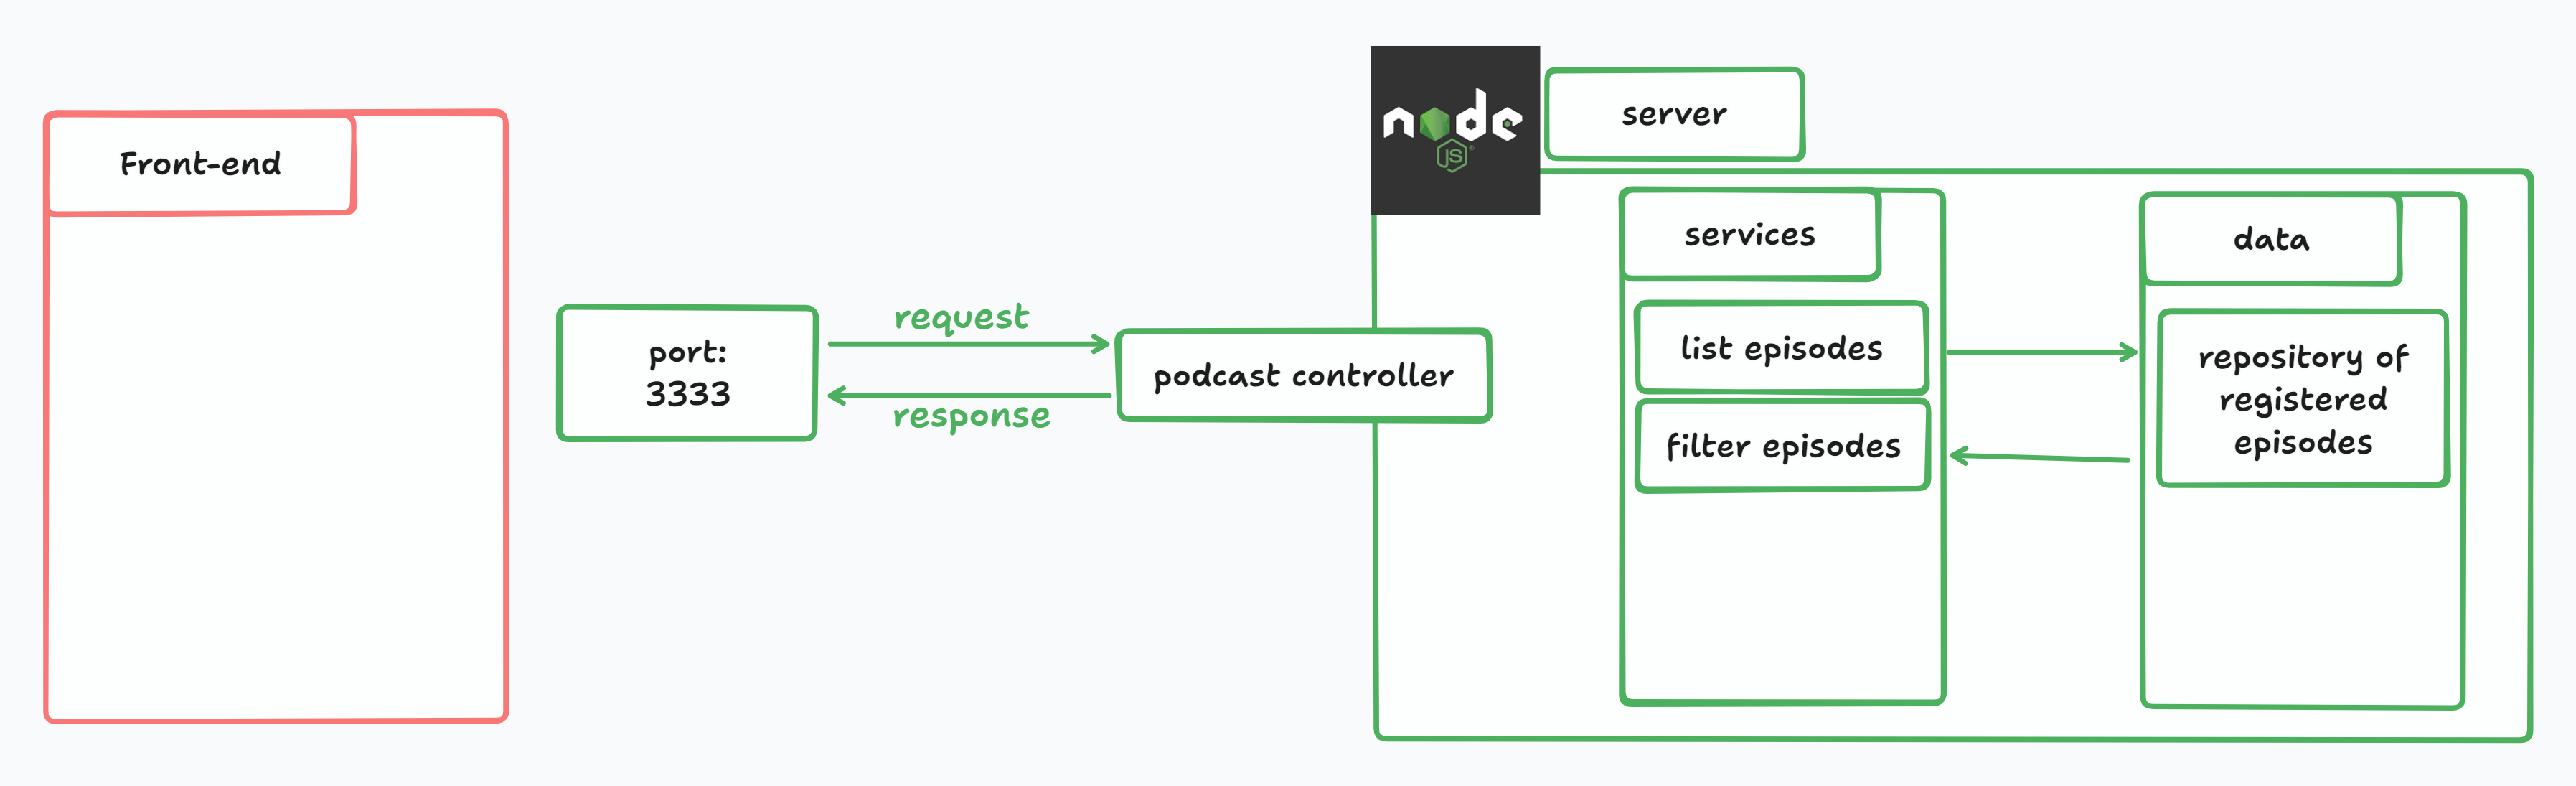 Front-end
port:
3333
request
response
podcast controller
node
JS
server
services
list episodes
filter episodes
data
repository of
registered
episodes